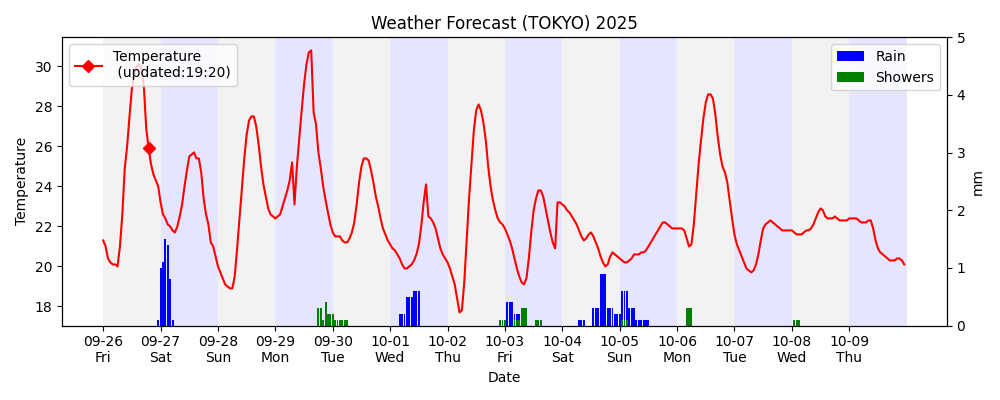 Weather Forecast (TOKYO) 2025
Temperature
(updated:19:20)
Rain
Showers
30
28
26
24
22
20
18
Temperature
5
4
3
2
1
0
mm
09-26 09-27 09-28 09-29 09-30 10-01 10-02 10-03 10-04 10-05 10-06 10-07 10-08 10-09
Fri Sat Sun Mon Tue Wed Thu Fri Sat Sun Mon Tue Wed Thu
Date